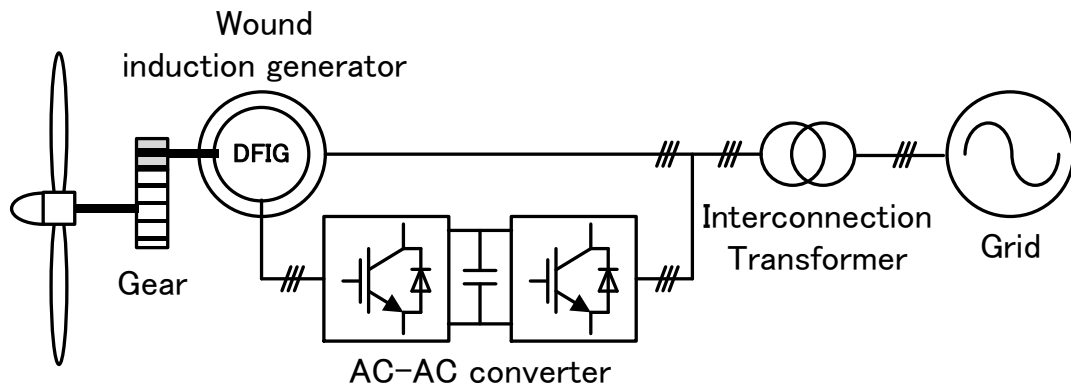 Wound
induction generator
DFIG
Gear
AC-AC converter
Interconnection
Transformer
Grid